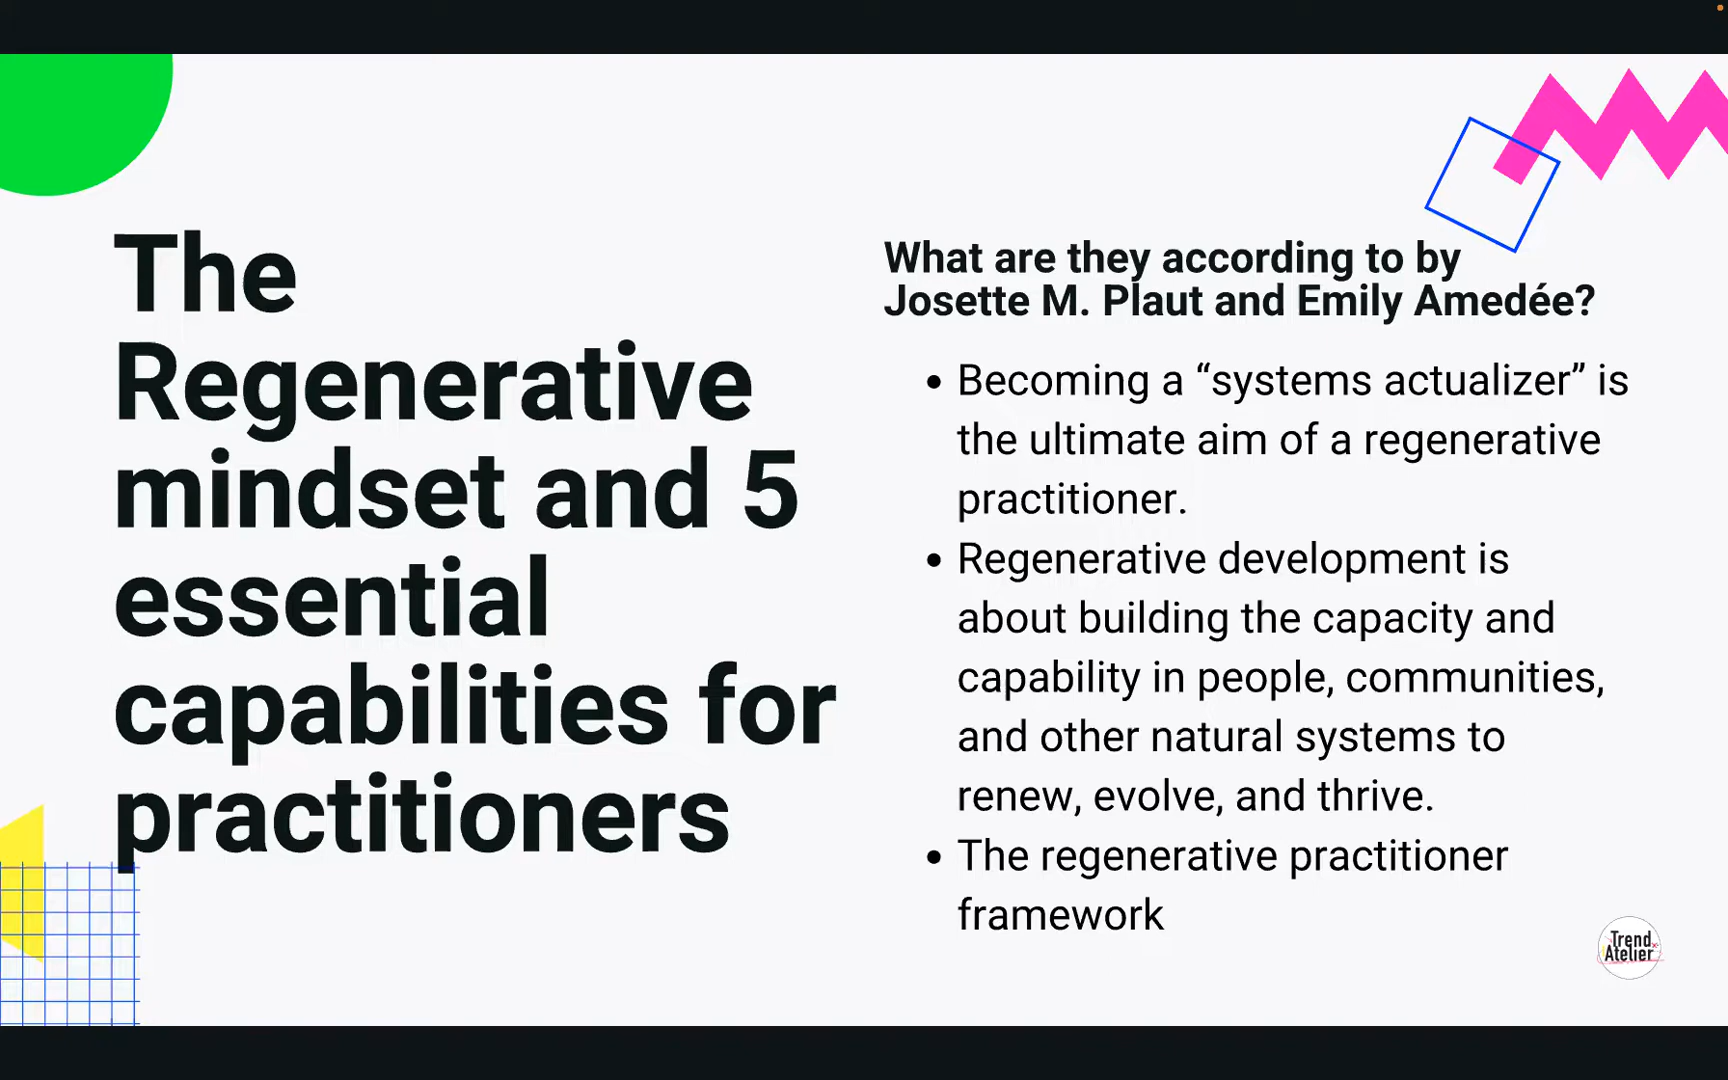 The
Regenerative
mindset and 5
essential
capabilities for
practitioners
What are they according to by
Josette M. Plaut and Emily Amedée?
• Becoming a “systems actualizer” is
the ultimate aim of a regenerative
practitioner.
• Regenerative development is
about building the capacity and
capability in people, communities,
and other natural systems to
renew, evolve, and thrive.
• The regenerative practitioner
framework
Trend
Atelier